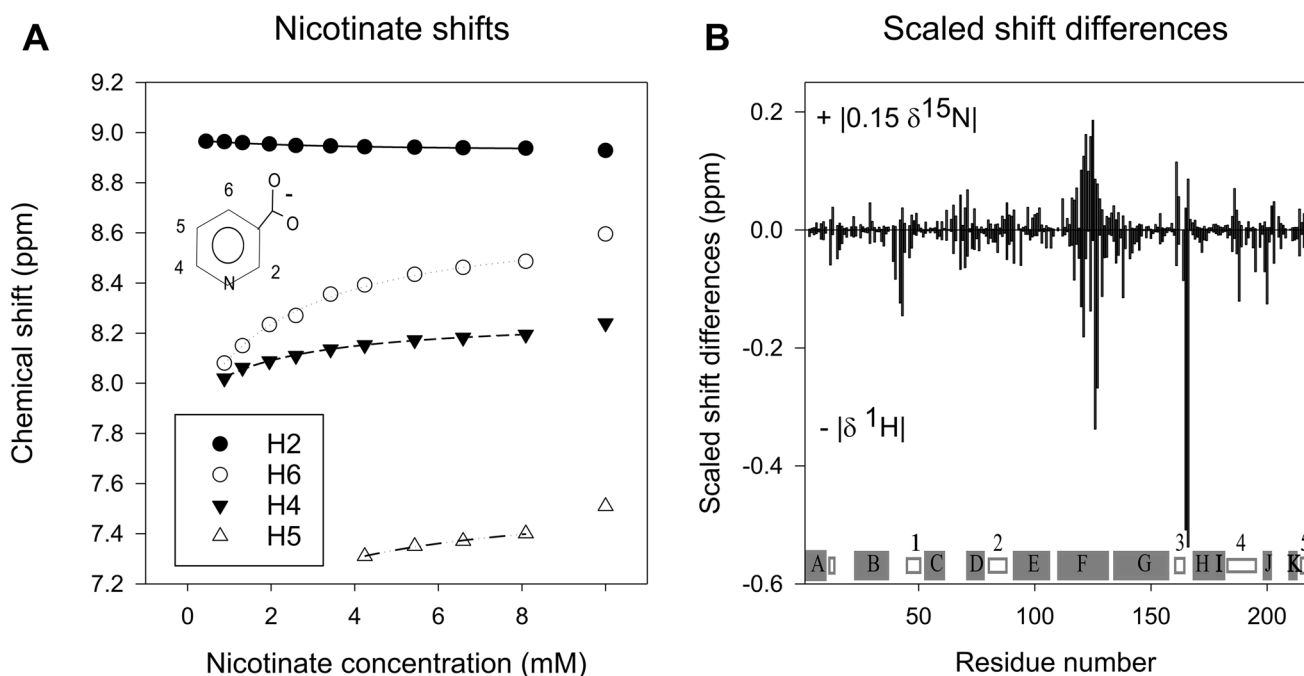 A
Nicotinate shifts
9.2
9.0
8.8
8.6
8.4
8.2
8.0
7.8
7.6
7.4
7.2
Chemical shift (ppm)
O
-
O
6
5
4
2
N
H2
H6
H4
H5
0
2
4
6
8
Nicotinate concentration (mM)
B
Scaled shift differences
0.2
0.0
-0.2
-0.4
-0.6
Scaled shift differences (ppm)
+ |0.15 δ ¹⁵N|
- |δ ¹H|
1
2
3
4
5
A
B
C
D
E
F
G
H
I
J
K
50
100
150
200
Residue number